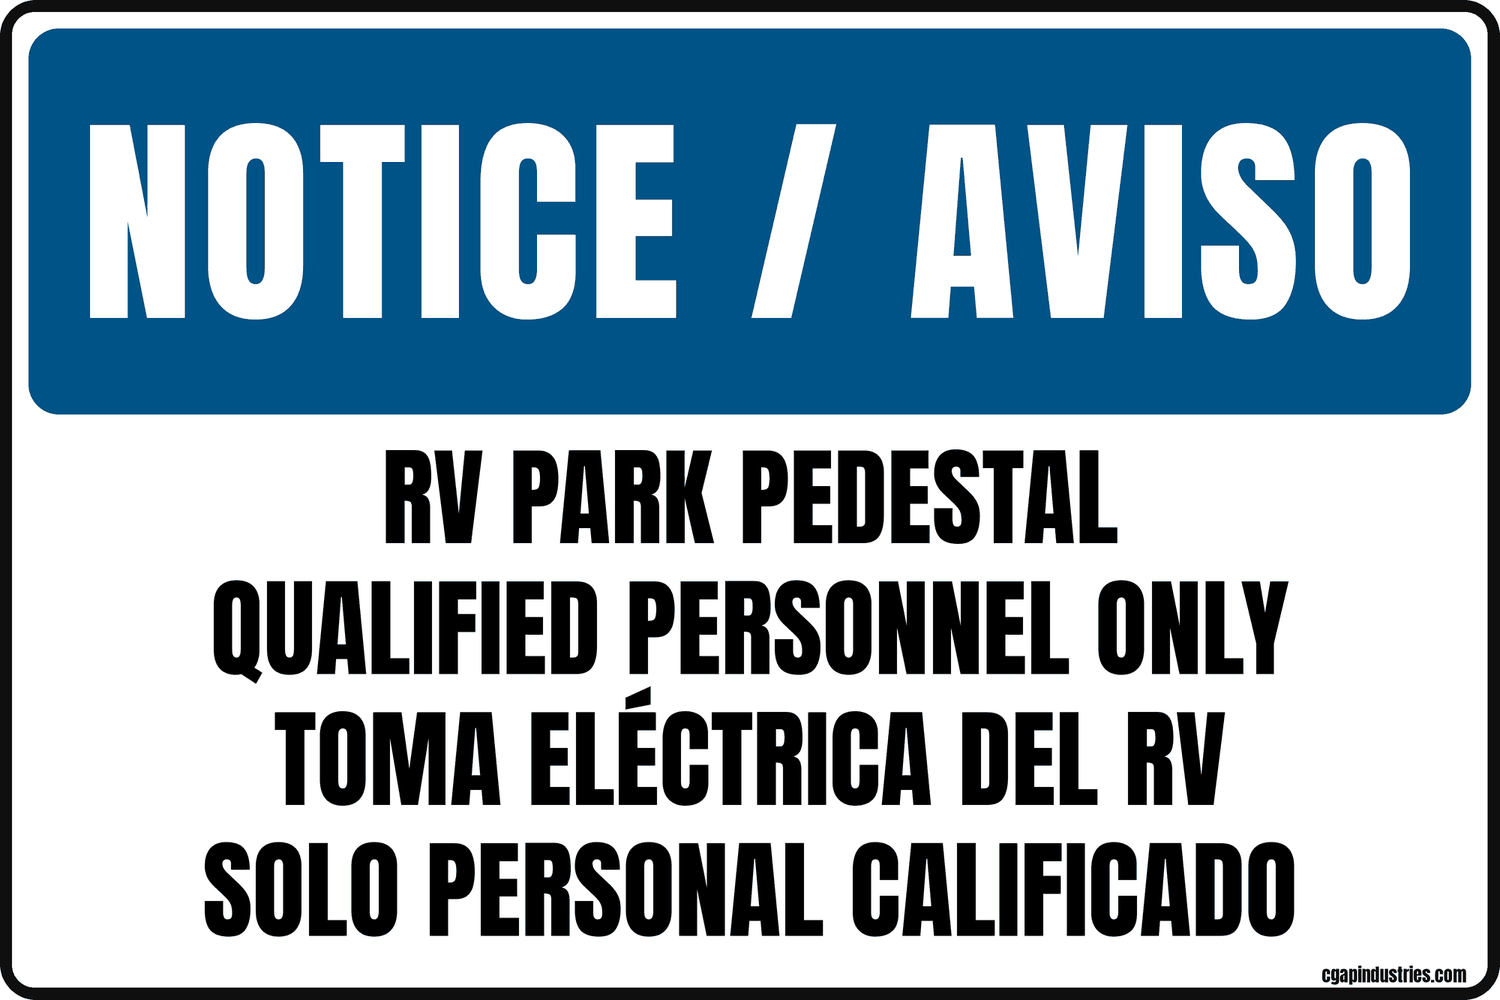 NOTICE / AVISO
RV PARK PEDESTAL
QUALIFIED PERSONNEL ONLY
TOMA ELÉCTRICA DEL RV
SOLO PERSONAL CALIFICADO
cgapindustries.com